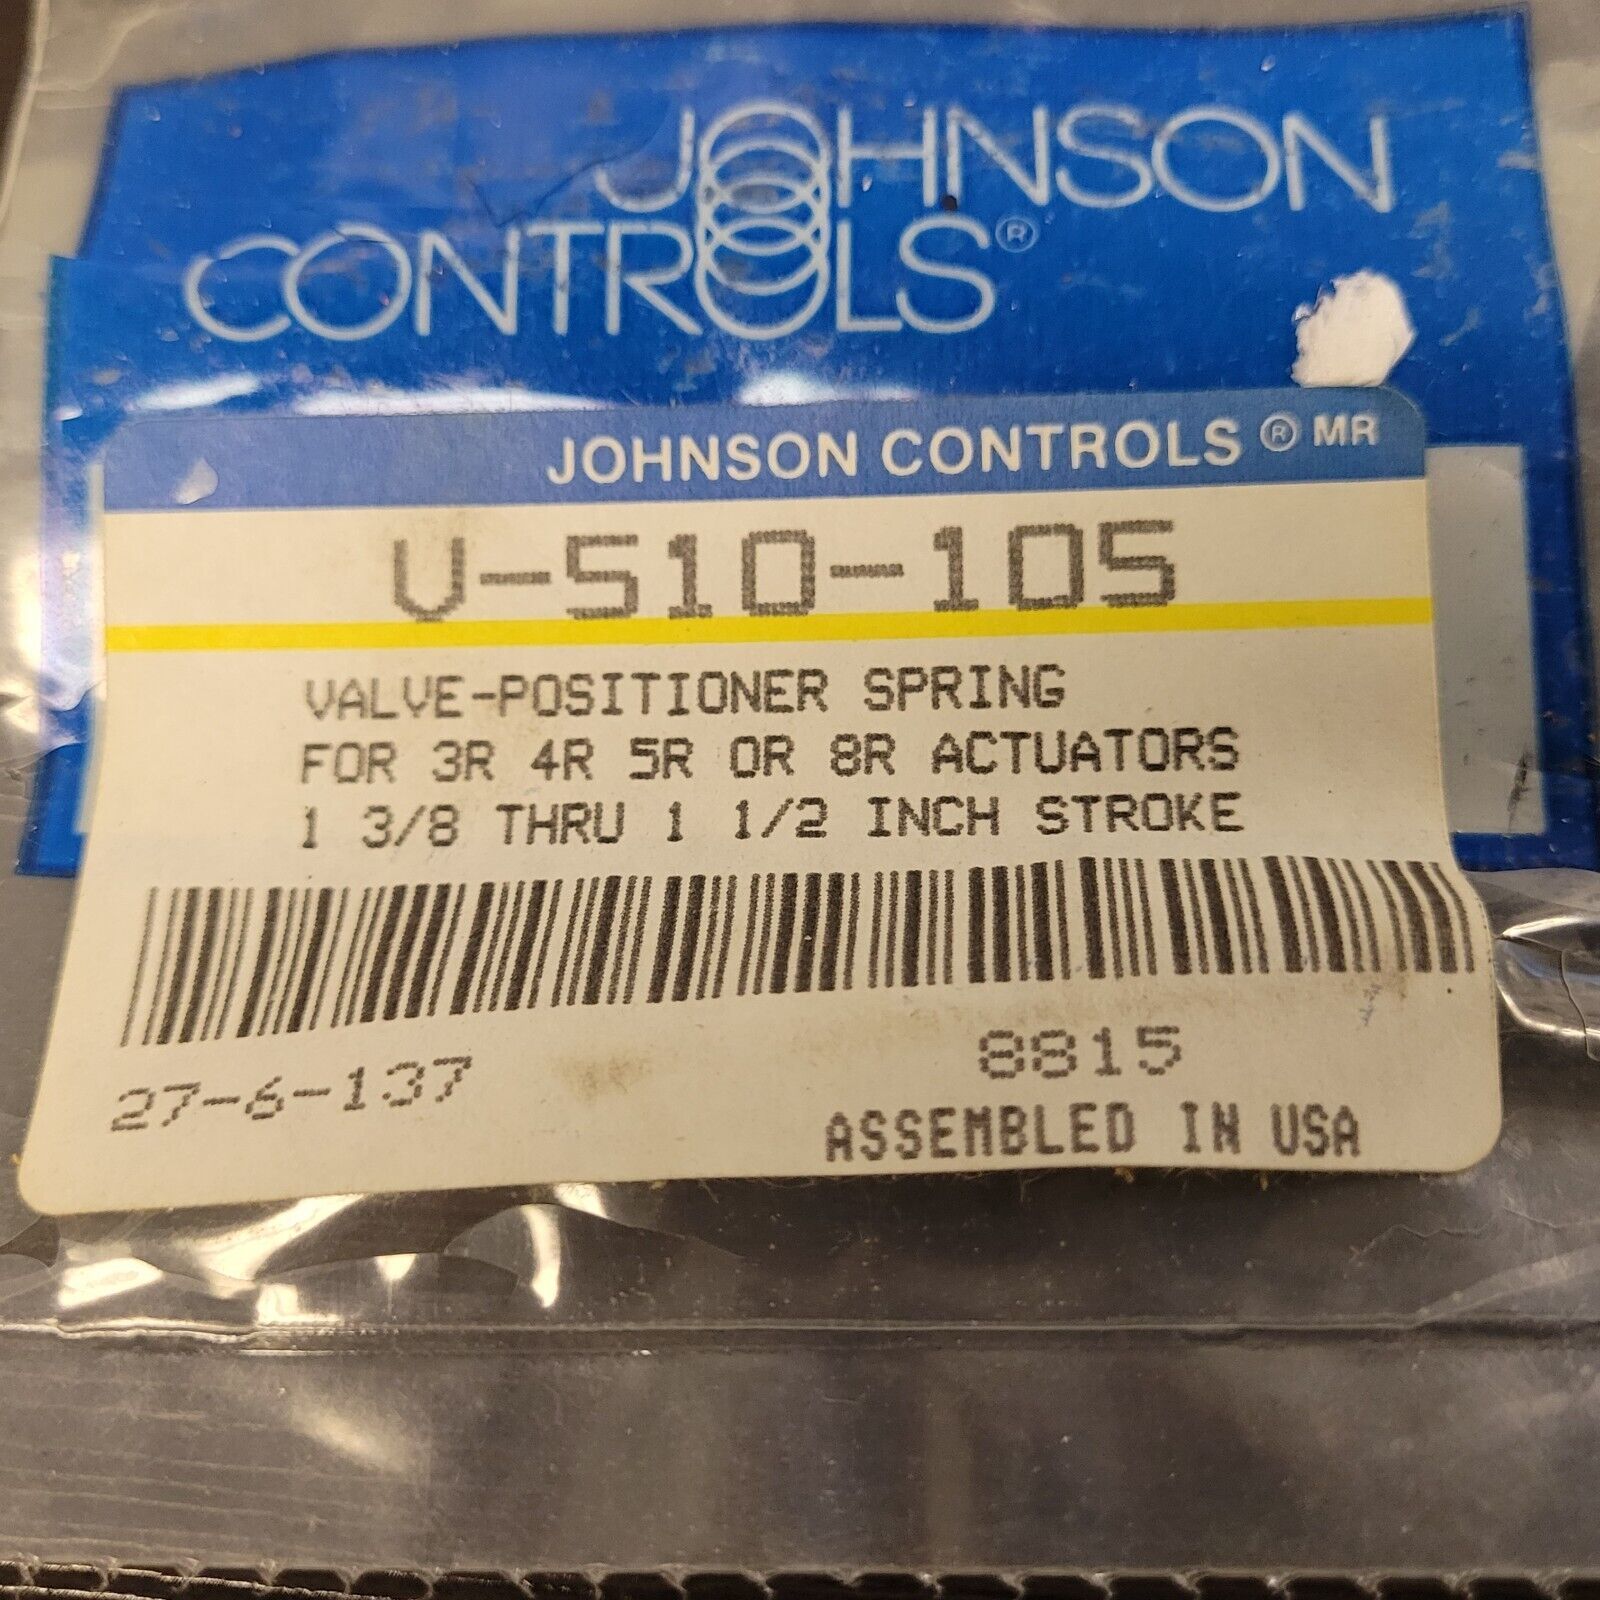 JOHNSON
CONTROLS®
JOHNSON CONTROLS ® MR
V-510-105
VALVE-POSITIONER SPRING
FOR 3R 4R 5R OR 8R ACTUATORS
1 3/8 THRU 1 1/2 INCH STROKE
27-6-137
8815
ASSEMBLED IN USA